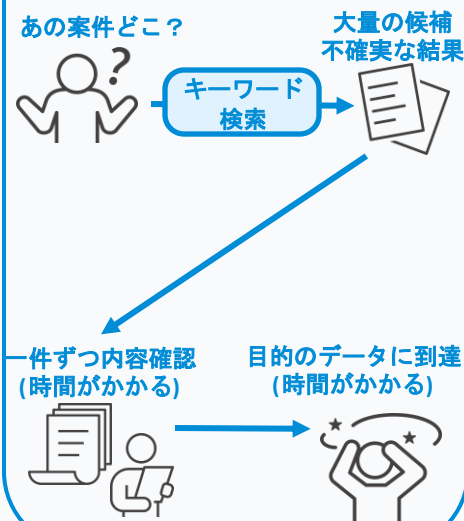 あの案件どこ？
大量の候補
不確実な結果
キーワード
検索
一件ずつ内容確認
(時間がかかる)
目的のデータに到達
(時間がかかる)